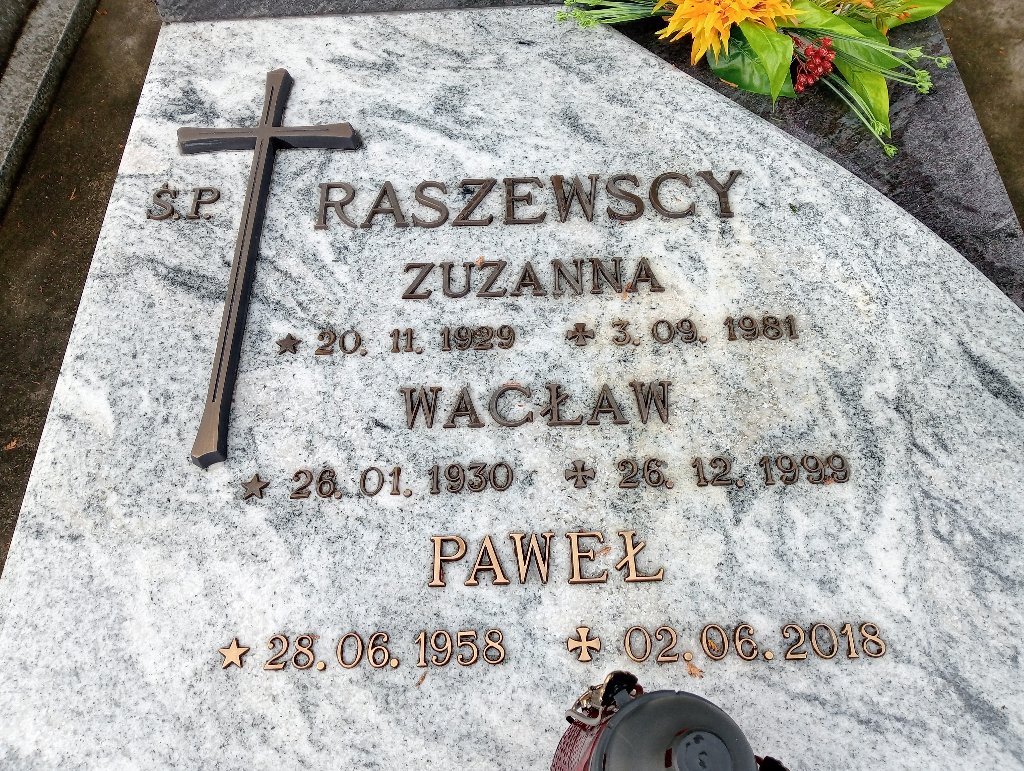 Ś.P. RASZEWSCY
ZUZANNA
20. 11. 1929 3. 09. 1981
WACŁAW
26. 01. 1930 26. 12. 1999
PAWEŁ
28. 06. 1958 02. 06. 2018